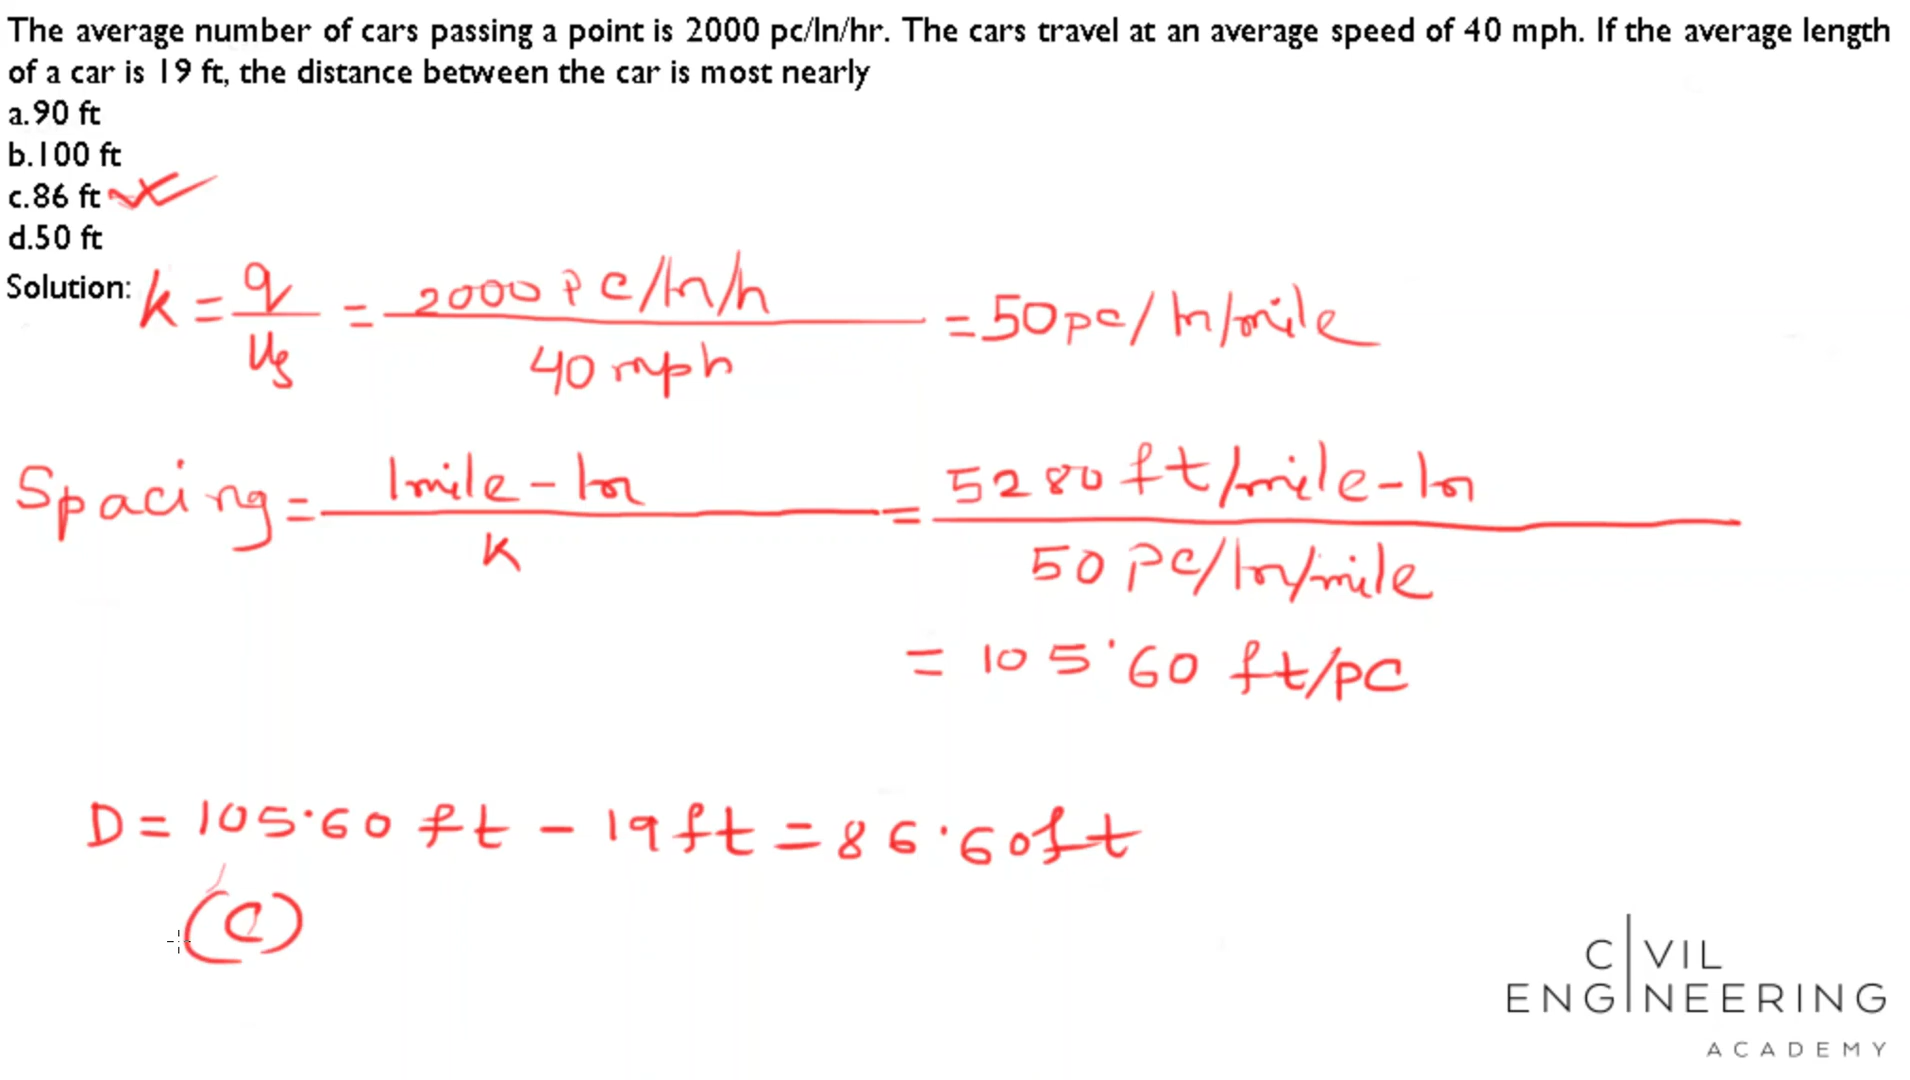 The average number of cars passing a point is 2000 pc/ln/hr. The cars travel at an average speed of 40 mph. If the average length
of a car is 19 ft, the distance between the car is most nearly
a.90 ft
b.100 ft
c.86 ft
d.50 ft
Solution: k = q/us = 2000 pc/ln/h / 40 mph = 50 pc/ln/mile
Spacing = 1mile-ln / k = 5280 ft/mile-ln / 50 pc/ln/mile
= 105.60 ft/pc
D = 105.60 ft - 19 ft = 86.60 ft
(C)
CIVIL
ENGINEERING
ACADEMY